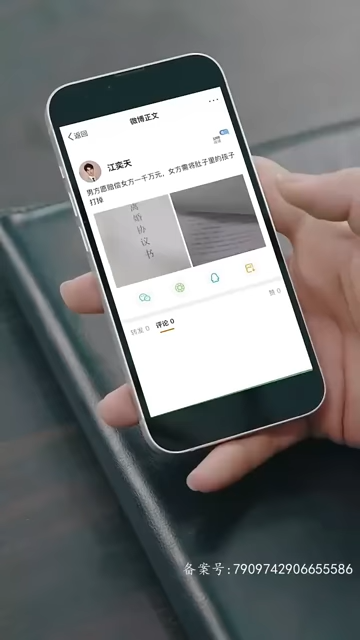 返回
微博正文
江奕天
男方愿赔偿女方一千万元，女方需将肚子里的孩子
打掉
离婚协议书
转发 0 评论 0
赞 0
备案号:7909742906655586